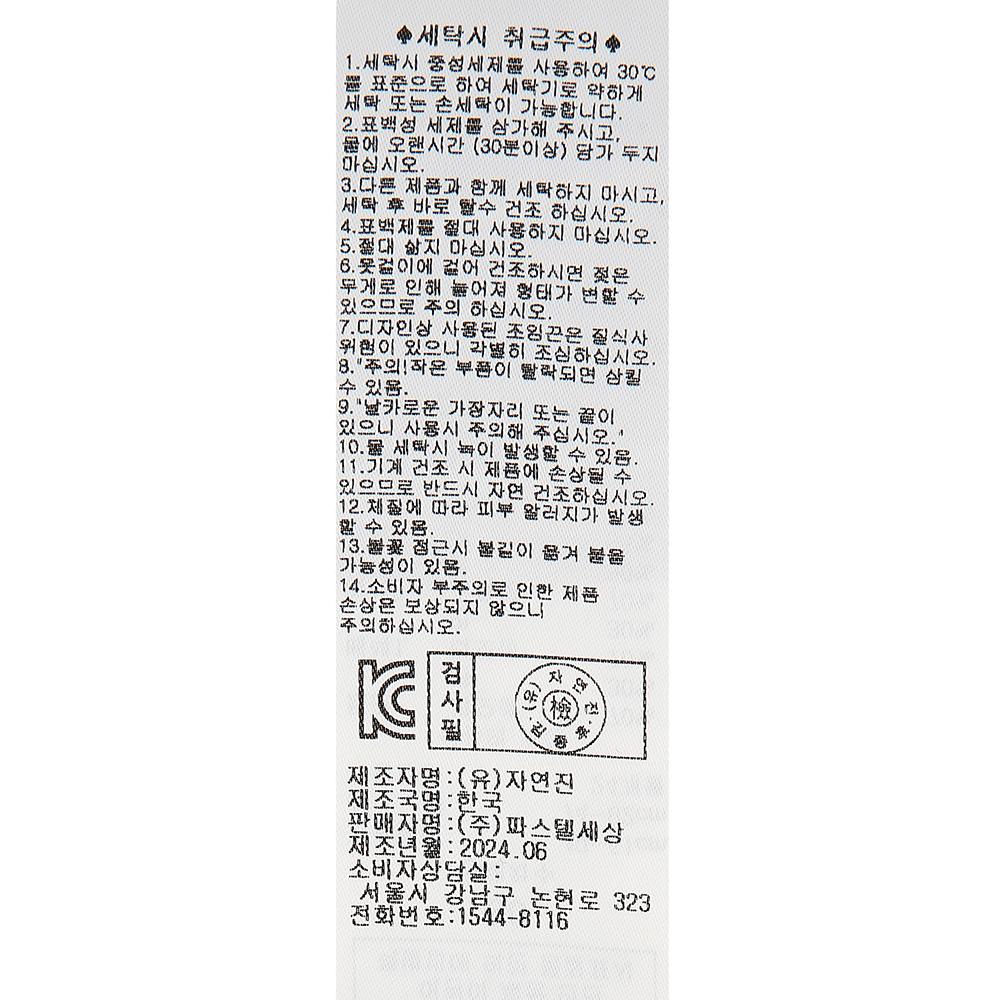 ♠세탁시 취급주의♠
1.세탁시 중성세제를 사용하여 30℃
를 표준으로 하여 세탁기로 약하게
세탁 또는 손세탁이 가능합니다.
2.표백성 세제를 삼가해 주시고,
물에 오랜시간 (30분이상) 담가 두지
마십시오.
3.다른 제품과 함께 세탁하지 마시고,
세탁 후 바로 탈수 건조 하십시오.
4.표백제를 절대 사용하지 마십시오.
5.절대 삶지 마십시오.
6.옷걸이에 걸어 건조하시면 젖은
무게로 인해 늘어져 형태가 변할 수
있으므로 주의 하십시오.
7.디자인상 사용된 조임끈은 질식사
위험이 있으니 각별히 조심하십시오.
8."주의!작은 부품이 탈락되면 삼킬
수 있음.
9."날카로운 가장자리 또는 끝이
있으니 사용시 주의해 주십시오."
10.물 세탁시 녹이 발생할 수 있음.
11.기계 건조 시 제품에 손상될 수
있으므로 반드시 자연 건조하십시오.
12.체질에 따라 피부 알러지가 발생
할 수 있음.
13.불꽃 접근시 불길이 옮겨 붙을
가능성이 있음.
14.소비자 부주의로 인한 제품
손상은 보상되지 않으니
주의하십시오.
KC
검사필
(유)자연진·김종후
檢
제조자명:(유)자연진
제조국명:한국
판매자명:(주)파스텔세상
제조년월:2024.06
소비자상담실:
서울시 강남구 논현로 323
전화번호:1544-8116